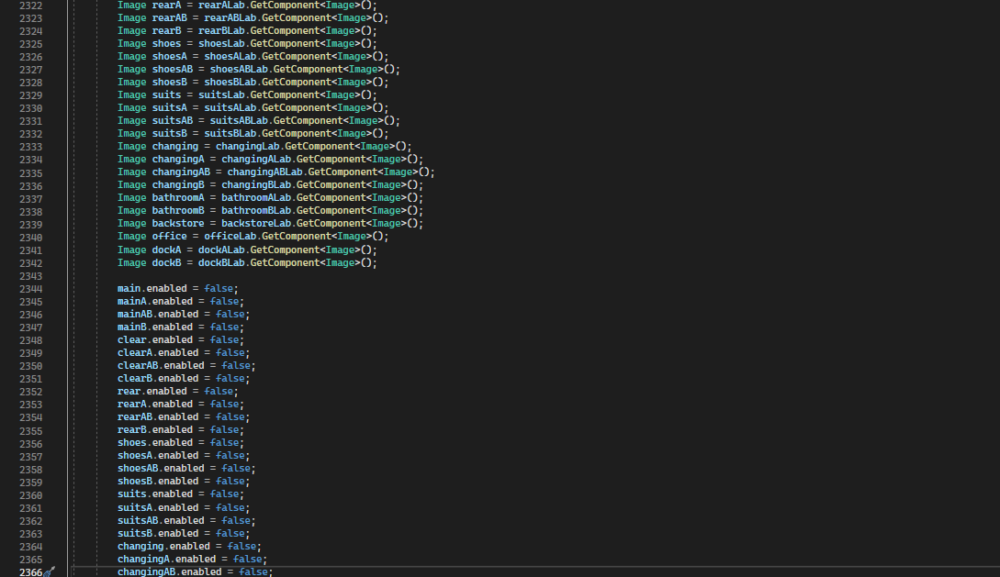 2322 Image rearA = rearALab.GetComponent<Image>();
2323 Image rearAB = rearABLab.GetComponent<Image>();
2324 Image rearB = rearBLab.GetComponent<Image>();
2325 Image shoes = shoesLab.GetComponent<Image>();
2326 Image shoesA = shoesALab.GetComponent<Image>();
2327 Image shoesAB = shoesABLab.GetComponent<Image>();
2328 Image shoesB = shoesBLab.GetComponent<Image>();
2329 Image suits = suitsLab.GetComponent<Image>();
2330 Image suitsA = suitsALab.GetComponent<Image>();
2331 Image suitsAB = suitsABLab.GetComponent<Image>();
2332 Image suitsB = suitsBLab.GetComponent<Image>();
2333 Image changing = changingLab.GetComponent<Image>();
2334 Image changingA = changingALab.GetComponent<Image>();
2335 Image changingAB = changingABLab.GetComponent<Image>();
2336 Image changingB = changingBLab.GetComponent<Image>();
2337 Image bathroomA = bathroomALab.GetComponent<Image>();
2338 Image bathroomB = bathroomBLab.GetComponent<Image>();
2339 Image backstore = backstoreLab.GetComponent<Image>();
2340 Image office = officeLab.GetComponent<Image>();
2341 Image dockA = dockALab.GetComponent<Image>();
2342 Image dockB = dockBLab.GetComponent<Image>();
2343
2344 main.enabled = false;
2345 mainA.enabled = false;
2346 mainAB.enabled = false;
2347 mainB.enabled = false;
2348 clear.enabled = false;
2349 clearA.enabled = false;
2350 clearAB.enabled = false;
2351 clearB.enabled = false;
2352 rear.enabled = false;
2353 rearA.enabled = false;
2354 rearAB.enabled = false;
2355 rearB.enabled = false;
2356 shoes.enabled = false;
2357 shoesA.enabled = false;
2358 shoesAB.enabled = false;
2359 shoesB.enabled = false;
2360 suits.enabled = false;
2361 suitsA.enabled = false;
2362 suitsAB.enabled = false;
2363 suitsB.enabled = false;
2364 changing.enabled = false;
2365 changingA.enabled = false;
2366 changingAB.enabled = false;